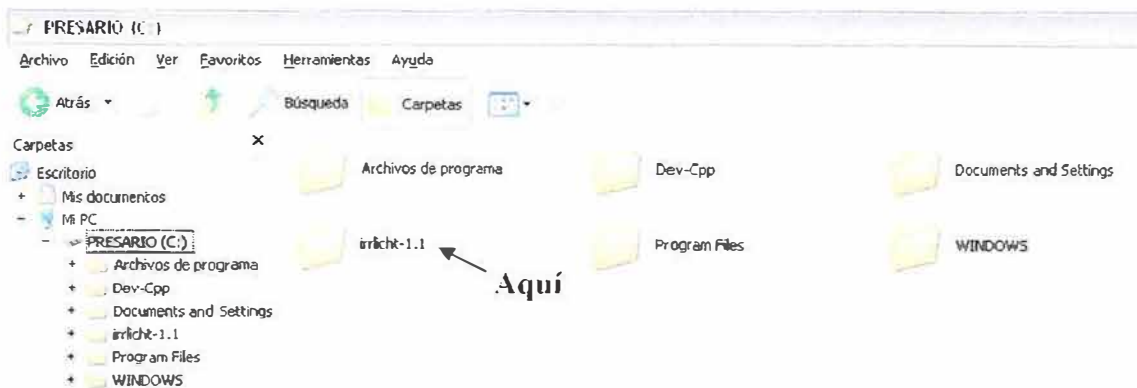 PRESARIO (C:)
Archivo Edición Ver Favoritos Herramientas Ayuda
Atrás Búsqueda Carpetas
Carpetas x
Escritorio
+ Mis documentos
- Mi PC
- PRESARIO (C:)
+ Archivos de programa
+ Dev-Cpp
+ Documents and Settings
+ irrlicht-1.1
+ Program Files
+ WINDOWS
Archivos de programa Dev-Cpp Documents and Settings
irrlicht-1.1 Program Files WINDOWS
Aquí